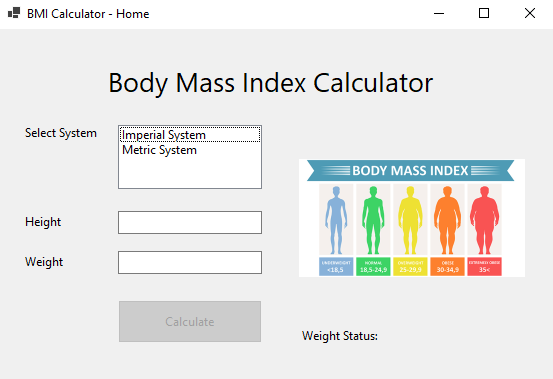 BMI Calculator - Home
Body Mass Index Calculator
Select System
Imperial System
Metric System
Height
Weight
Calculate
BODY MASS INDEX
UNDERWEIGHT NORMAL OVERWEIGHT OBESE EXTREMELY OBESE
<18,5 18,5-24,9 25-29,9 30-34,9 35<
Weight Status: